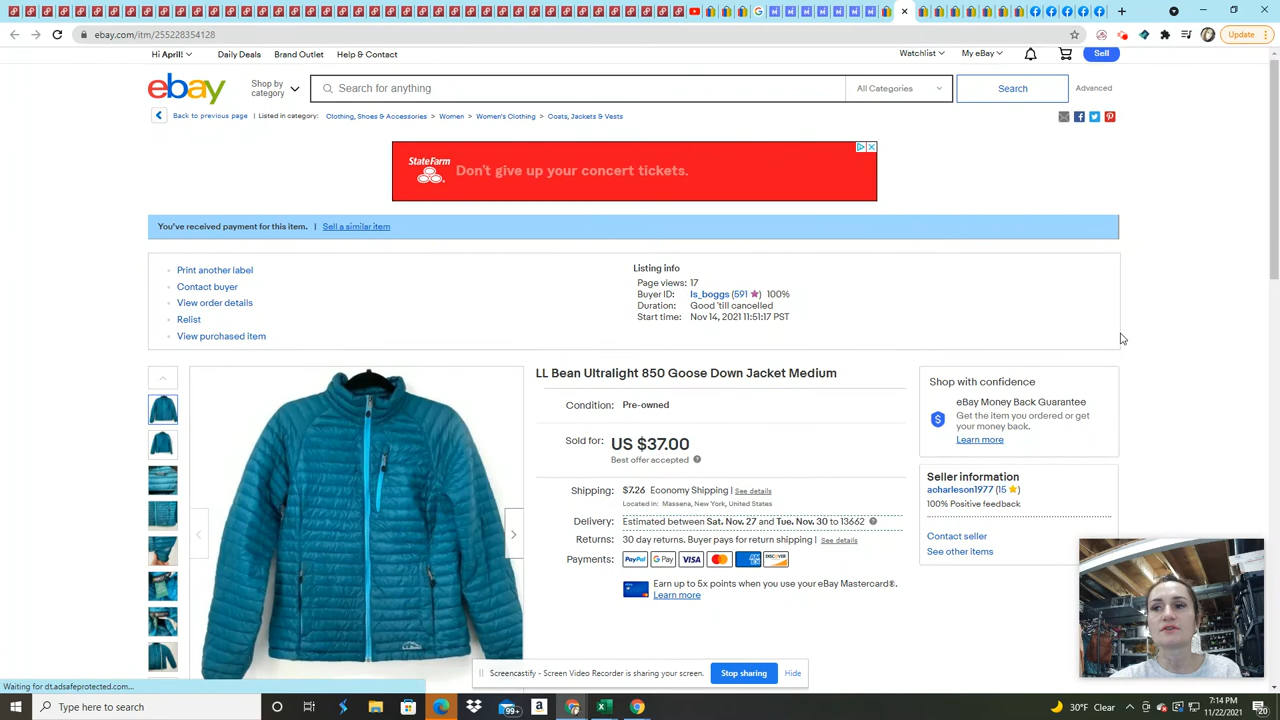 ebay.com/itm/255228354128
Update
Hi April!
Daily Deals
Brand Outlet
Help & Contact
Watchlist
My eBay
Sell
ebay
Shop by
category
Search for anything
All Categories
Search
Advanced
Back to previous page
| Listed in category:
Clothing, Shoes & Accessories > Women > Women's Clothing > Coats, Jackets & Vests
StateFarm
Don't give up your concert tickets.
You've received payment for this item. | Sell a similar item
Print another label
Contact buyer
View order details
Relist
View purchased item
Listing info
Page views: 17
Buyer ID: ls_boggs (591 ★) 100%
Duration: Good 'till cancelled
Start time: Nov 14, 2021 11:51:17 PST
LL Bean Ultralight 850 Goose Down Jacket Medium
Condition: Pre-owned
Sold for: US $37.00
Best offer accepted
Shipping: $7.26 Economy Shipping | See details
Located in: Massena, New York, United States
Delivery: Estimated between Sat. Nov. 27 and Tue. Nov. 30 to 13662
Returns: 30 day returns. Buyer pays for return shipping | See details
Payments: PayPal G Pay VISA DISCOVER
Earn up to 5x points when you use your eBay Mastercard®.
Learn more
Shop with confidence
eBay Money Back Guarantee
Get the item you ordered or get
your money back.
Learn more
Seller information
acharleson1977 (15 ★)
100% Positive feedback
Contact seller
See other items
Screencastify - Screen Video Recorder is sharing your screen.
Stop sharing
Hide
Waiting for dt.adsafeprotected.com...
Type here to search
99+
30°F Clear
7:14 PM
11/22/2021